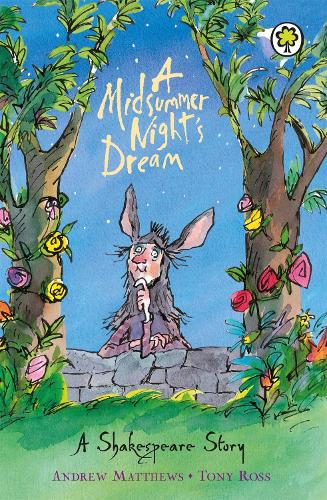 A
Midsummer
Night's
Dream
A Shakespeare Story
ANDREW MATTHEWS • TONY ROSS